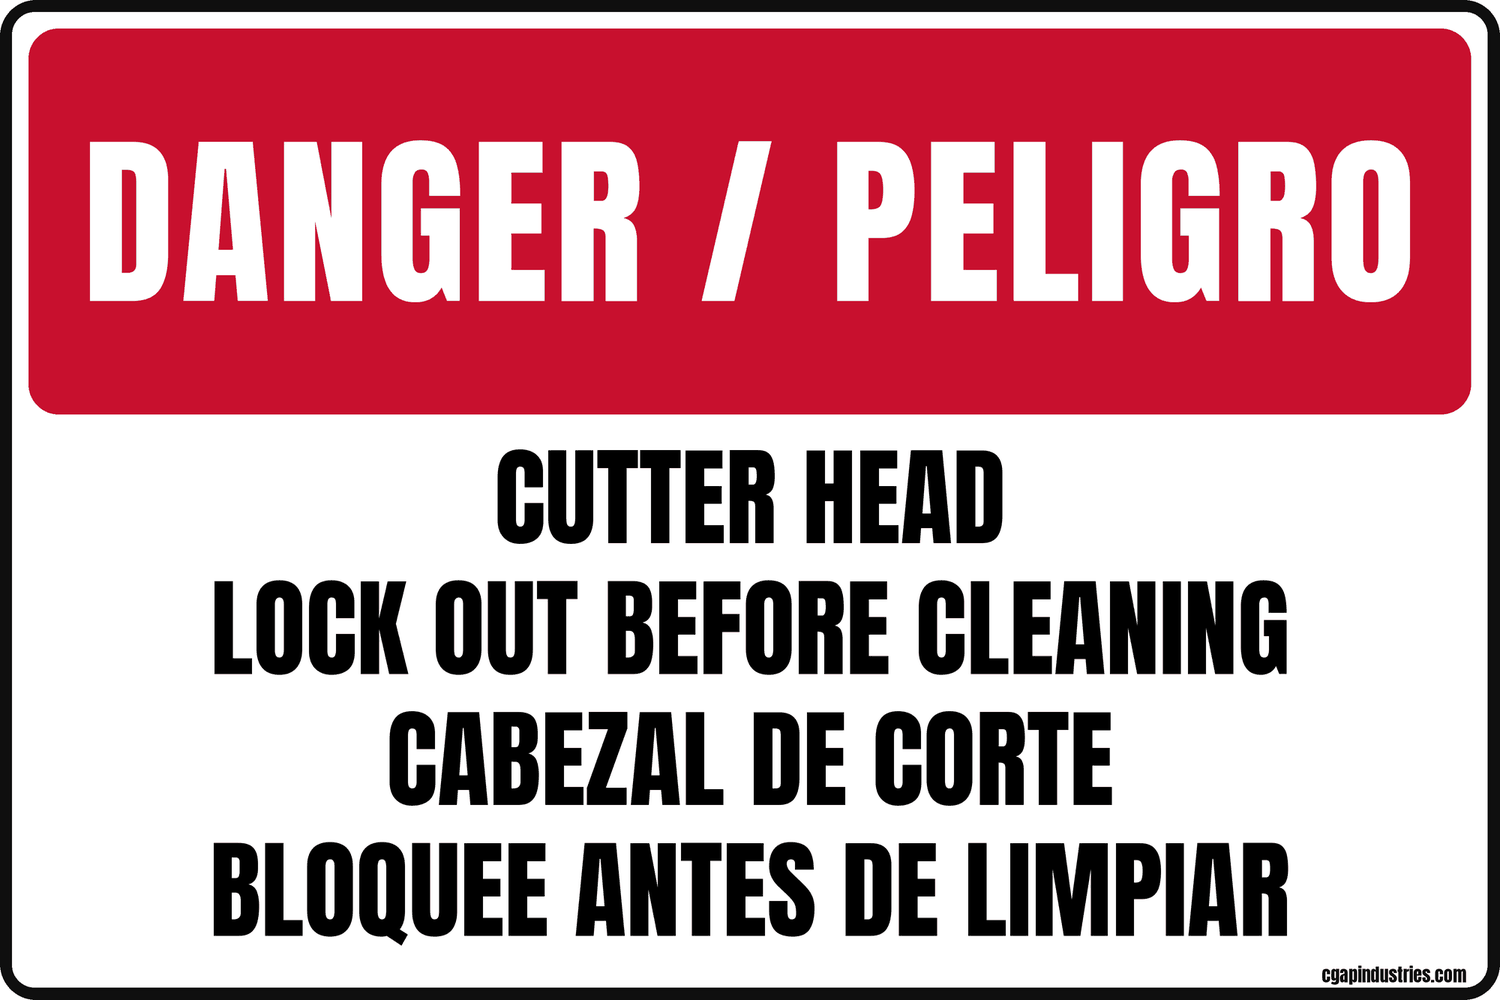 DANGER / PELIGRO
CUTTER HEAD
LOCK OUT BEFORE CLEANING
CABEZAL DE CORTE
BLOQUEE ANTES DE LIMPIAR
cgapindustries.com